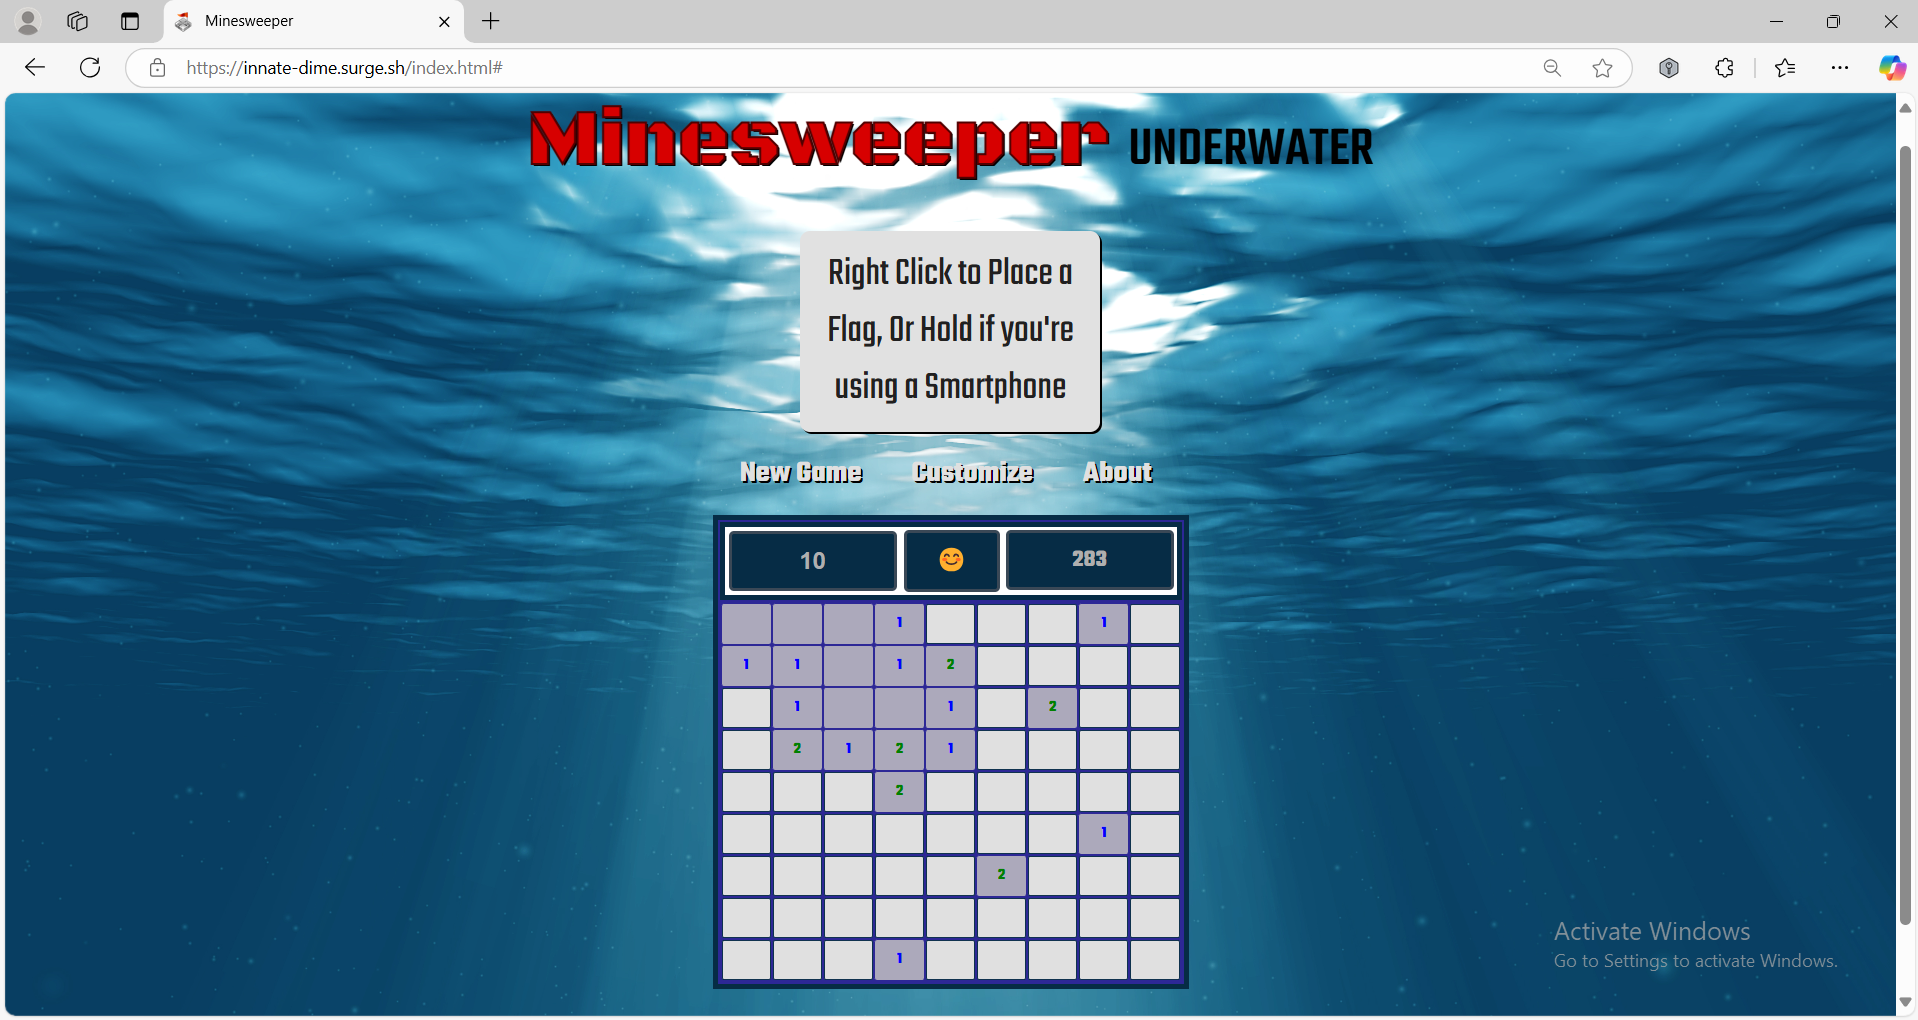 Minesweeper
https://innate-dime.surge.sh/index.html#
Minesweeper UNDERWATER
Right Click to Place a
Flag, Or Hold if you're
using a Smartphone
New Game Customize About
10 283
1 1
1 1 1 2
1 1 2
2 1 2 1
2
1
2
1
Activate Windows
Go to Settings to activate Windows.